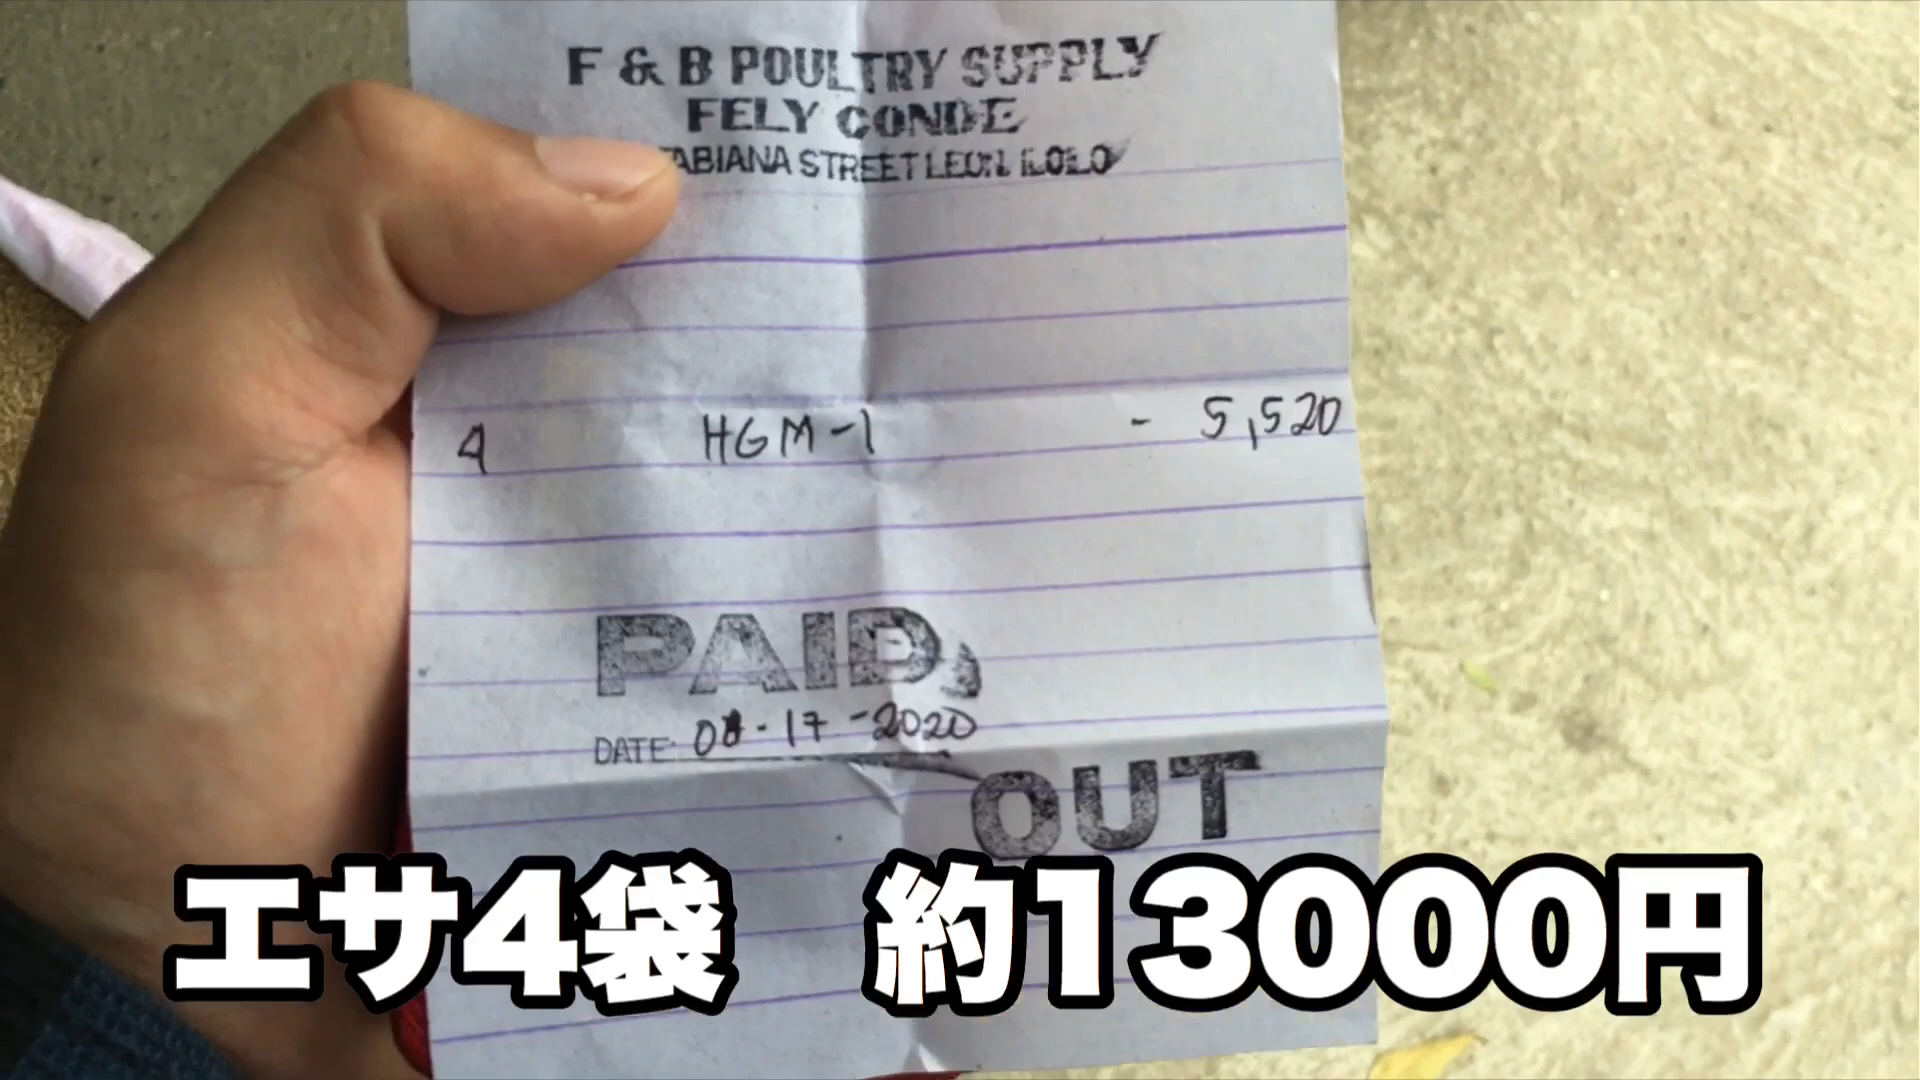 F & B POULTRY SUPPLY
FELY CONDE
ABIANA STREET LEON ILOILO
4 HGM-1 - 5,520
PAID
DATE: 08-17-2020
OUT
エサ4袋 約13000円